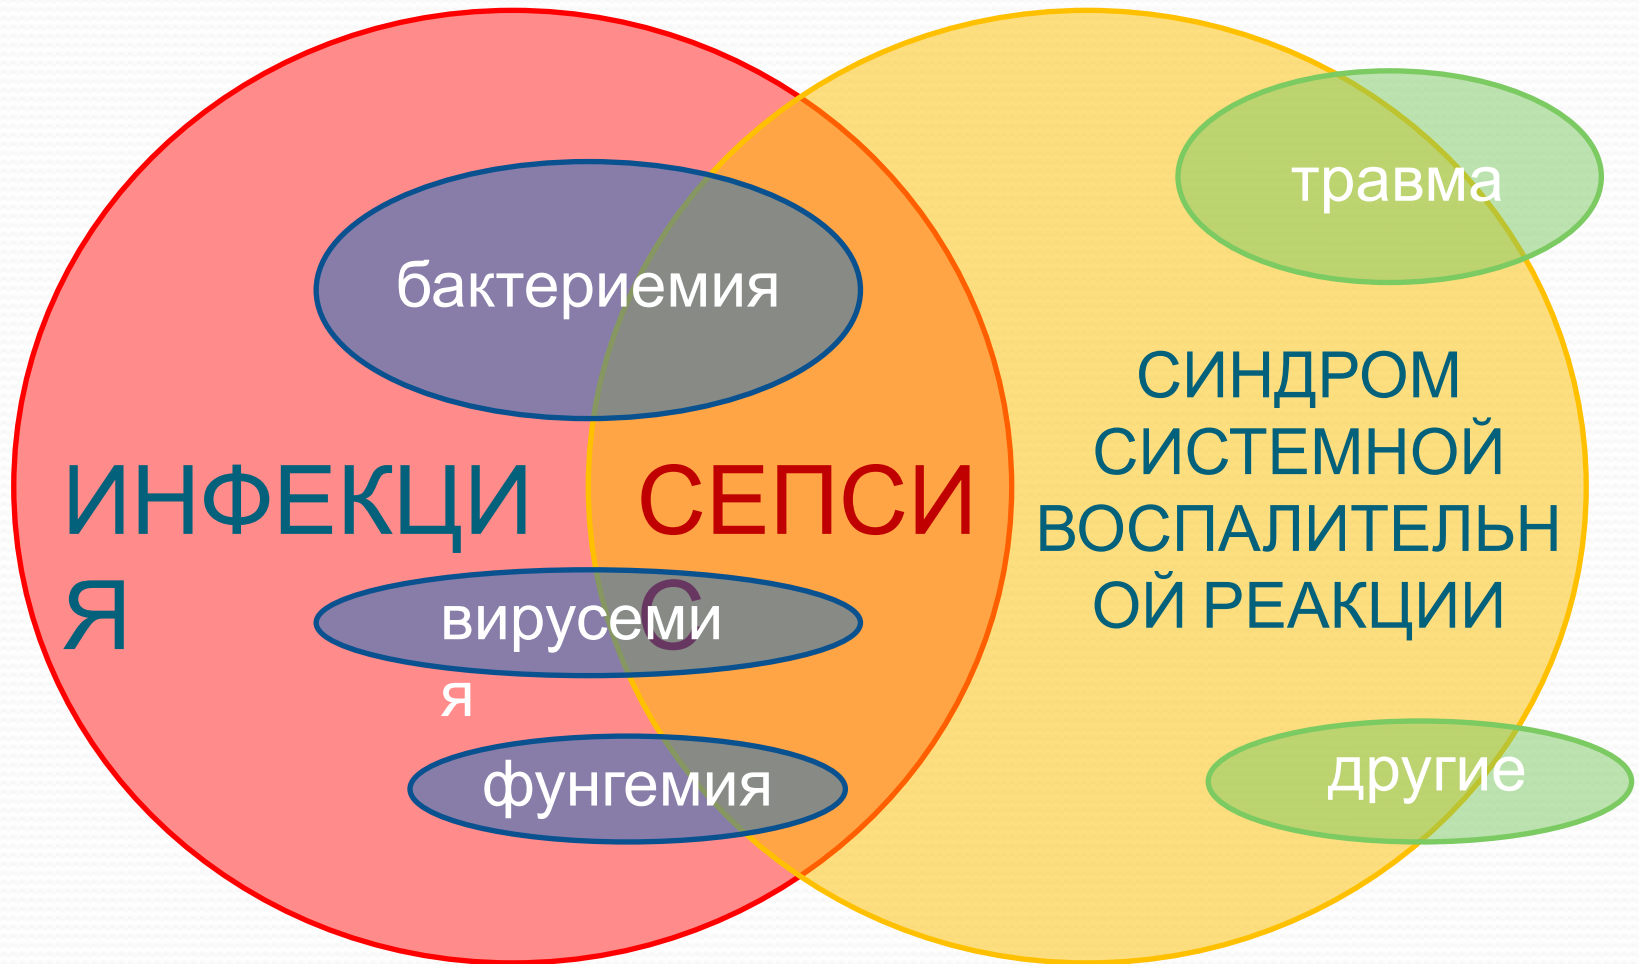 травма
бактериемия
ИНФЕКЦИ
Я
СЕПСИ
С
СИНДРОМ
СИСТЕМНОЙ
ВОСПАЛИТЕЛЬН
ОЙ РЕАКЦИИ
вирусеми
я
фунгемия
другие